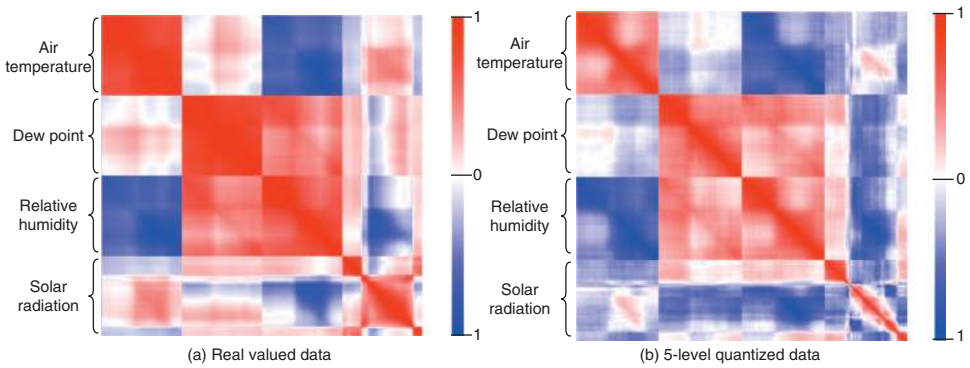 Air
temperature
Dew point
Relative
humidity
Solar
radiation
1
0
1
(a) Real valued data
Air
temperature
Dew point
Relative
humidity
Solar
radiation
1
0
1
(b) 5-level quantized data